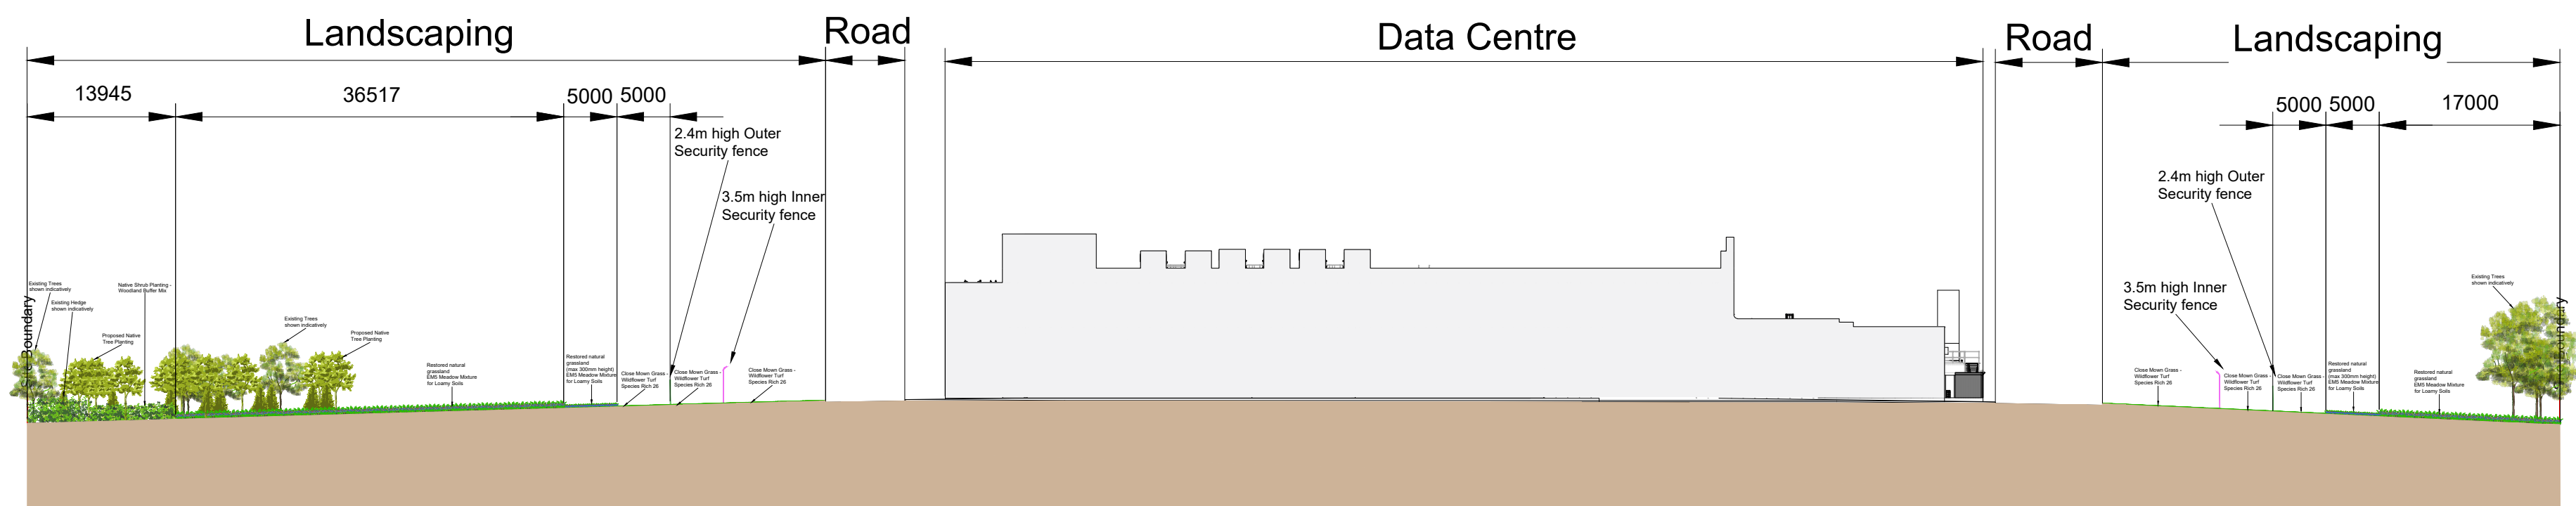 Landscaping
Road
Data Centre
Road
Landscaping
13945
36517
5000
5000
5000
5000
17000
2.4m high Outer
Security fence
3.5m high Inner
Security fence
2.4m high Outer
Security fence
3.5m high Inner
Security fence
Existing Trees
shown indicatively
Existing Hedge
shown indicatively
Native Shrub Planting -
Woodland Buffer Mix
Proposed Native
Tree Planting
Boundary
Existing Trees
shown indicatively
Proposed Native
Tree Planting
Restored natural
grassland
EM5 Meadow Mixture
for Loamy Soils
Restored natural
grassland
(max 300mm height)
EM5 Meadow Mixture
for Loamy Soils
Close Mown Grass -
Wildflower Turf
Species Rich 26
Close Mown Grass -
Wildflower Turf
Species Rich 26
Close Mown Grass -
Wildflower Turf
Species Rich 26
Close Mown Grass -
Wildflower Turf
Species Rich 26
Close Mown Grass -
Wildflower Turf
Species Rich 26
Close Mown Grass -
Wildflower Turf
Species Rich 26
Restored natural
grassland
(max 300mm height)
EM5 Meadow Mixture
for Loamy Soils
Restored natural
grassland
EM5 Meadow Mixture
for Loamy Soils
Existing Trees
shown indicatively